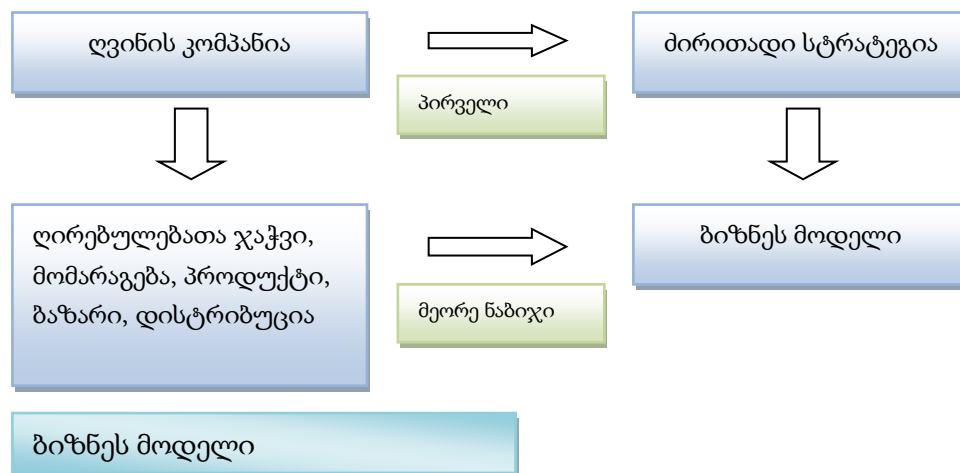 ღვინის კომპანია
ძირითადი სტრატეგია
პირველი
ღირებულებათა ჯაჭვი,
მომარაგება, პროდუქტი,
ბაზარი, დისტრიბუცია
ბიზნეს მოდელი
მეორე ნაბიჯი
ბიზნეს მოდელი